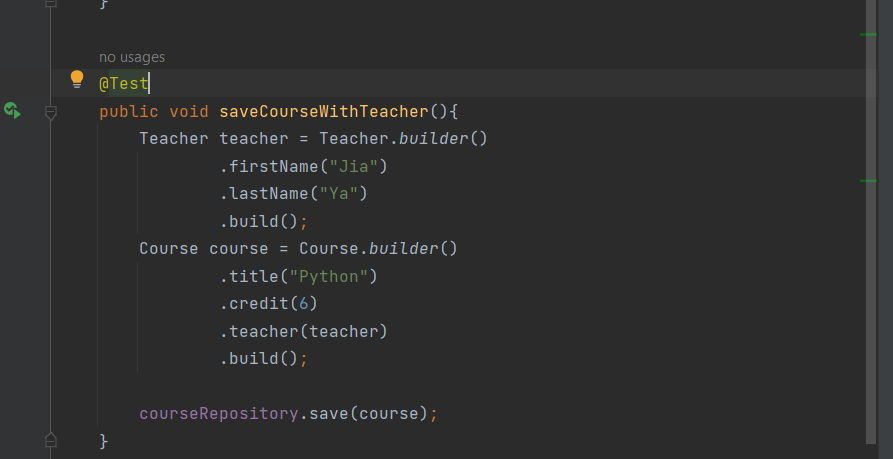 }
no usages
@Test
public void saveCourseWithTeacher(){
Teacher teacher = Teacher.builder()
.firstName("Jia")
.lastName("Ya")
.build();
Course course = Course.builder()
.title("Python")
.credit(6)
.teacher(teacher)
.build();
courseRepository.save(course);
}